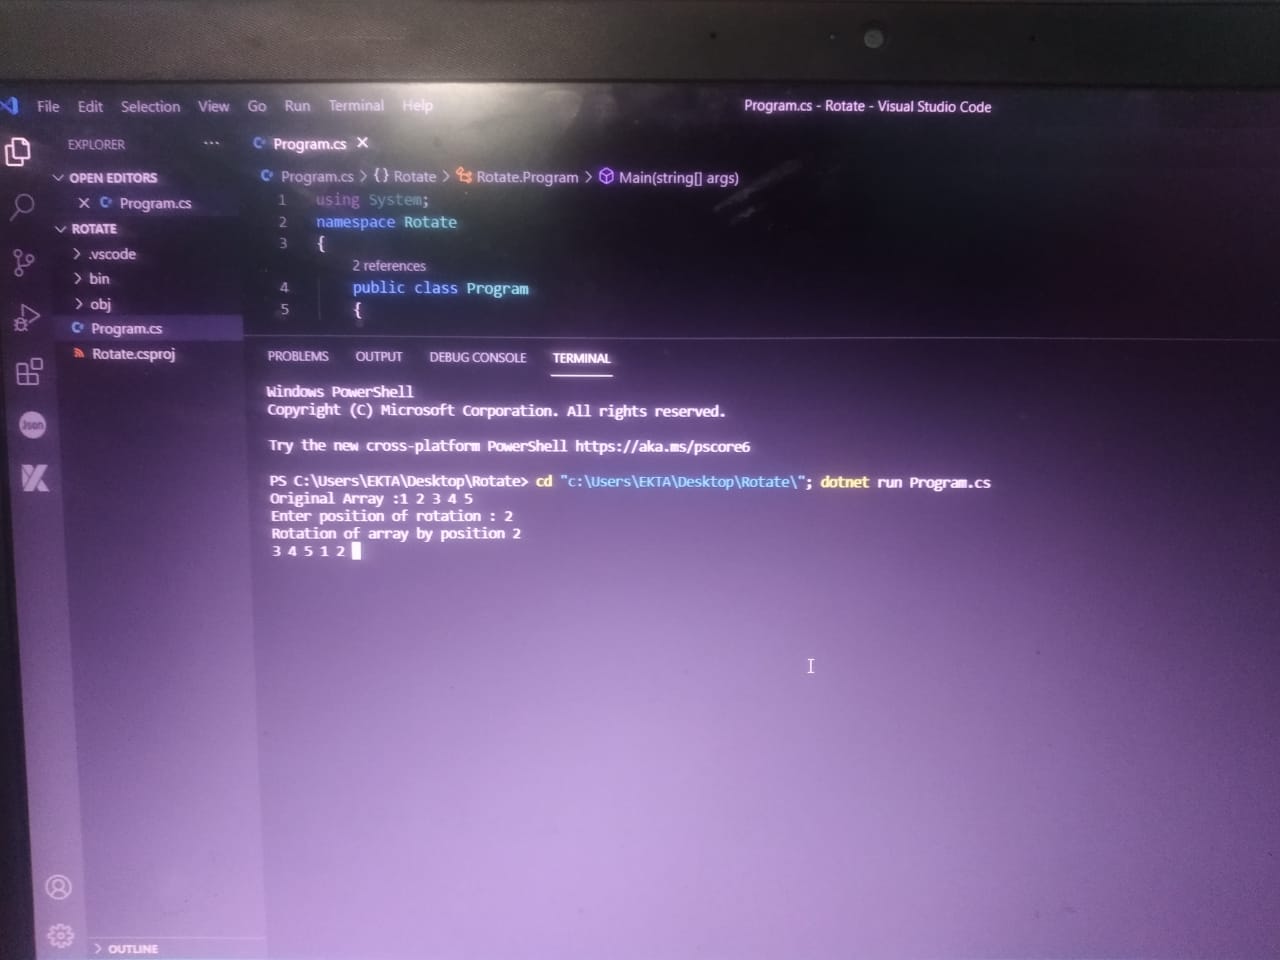 File Edit Selection View Go Run Terminal Help
Program.cs - Rotate - Visual Studio Code
EXPLORER ...
OPEN EDITORS
Program.cs
ROTATE
.vscode
bin
obj
Program.cs
Rotate.csproj
Json
OUTLINE
Program.cs
Program.cs > {} Rotate > Rotate.Program > Main(string[] args)
1 using System;
2 namespace Rotate
3 {
2 references
4 public class Program
5 {
PROBLEMS OUTPUT DEBUG CONSOLE TERMINAL
Windows PowerShell
Copyright (C) Microsoft Corporation. All rights reserved.
Try the new cross-platform PowerShell https://aka.ms/pscore6
PS C:\Users\EKTA\Desktop\Rotate> cd "c:\Users\EKTA\Desktop\Rotate\"; dotnet run Program.cs
Original Array :1 2 3 4 5
Enter position of rotation : 2
Rotation of array by position 2
3 4 5 1 2